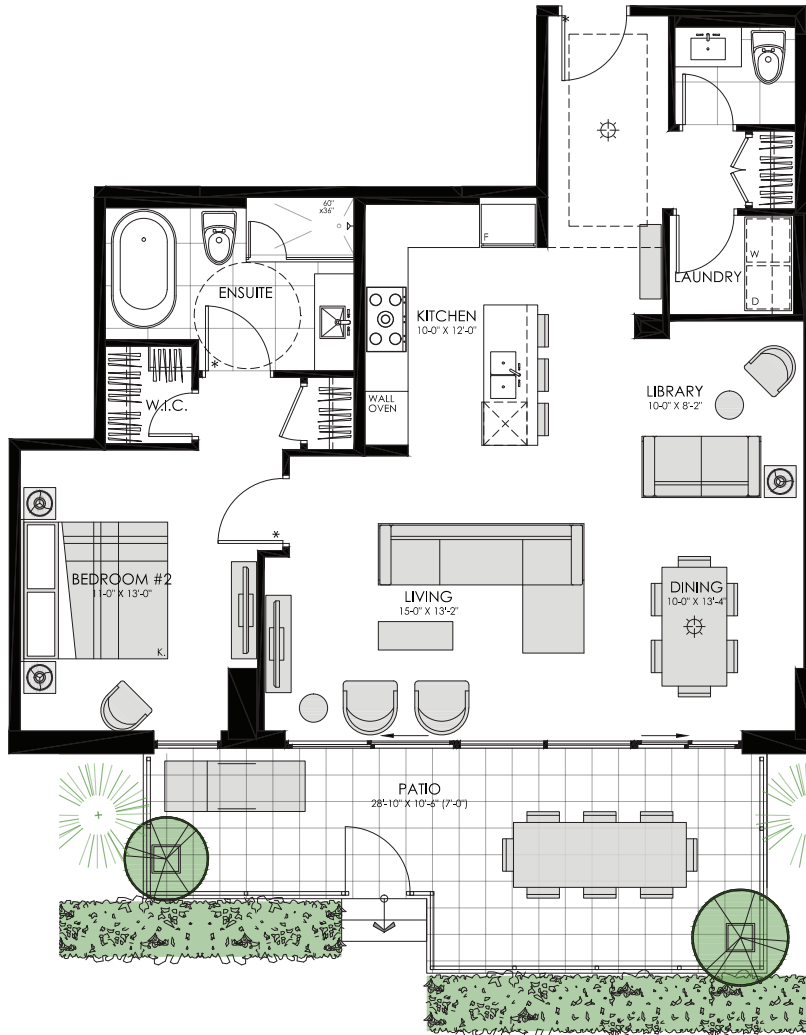 60"
x36"
F
W
D
LAUNDRY
ENSUITE
KITCHEN
10-0" X 12'-0"
W.I.C.
WALL
OVEN
LIBRARY
10-0" X 8'-2"
BEDROOM #2
11-0" X 13'-0"
K.
LIVING
15-0" X 13'-2"
DINING
10-0" X 13'-4"
PATIO
28'-10" X 10'-6" (7'-0")